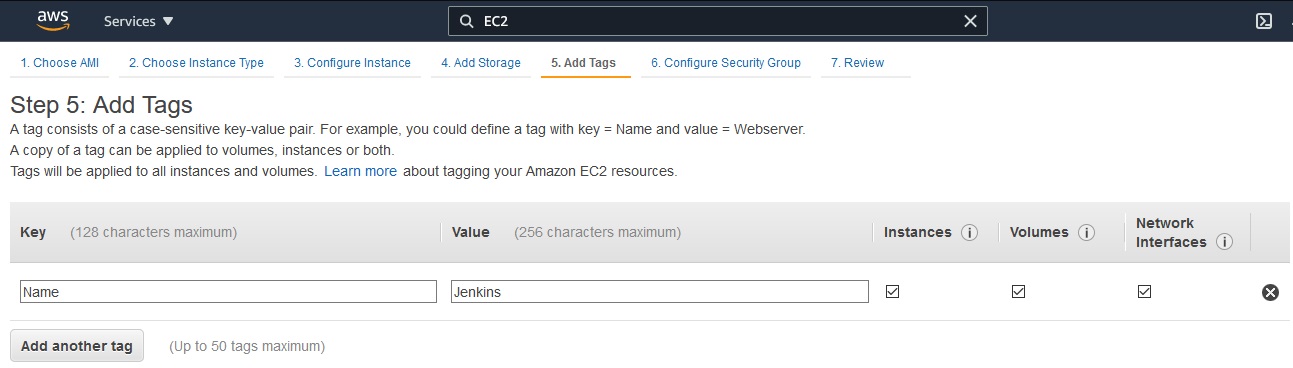 aws Services EC2
1. Choose AMI 2. Choose Instance Type 3. Configure Instance 4. Add Storage 5. Add Tags 6. Configure Security Group 7. Review
Step 5: Add Tags
A tag consists of a case-sensitive key-value pair. For example, you could define a tag with key = Name and value = Webserver.
A copy of a tag can be applied to volumes, instances or both.
Tags will be applied to all instances and volumes. Learn more about tagging your Amazon EC2 resources.
Key (128 characters maximum) Value (256 characters maximum) Instances Volumes Network
Interfaces
Name Jenkins
Add another tag (Up to 50 tags maximum)